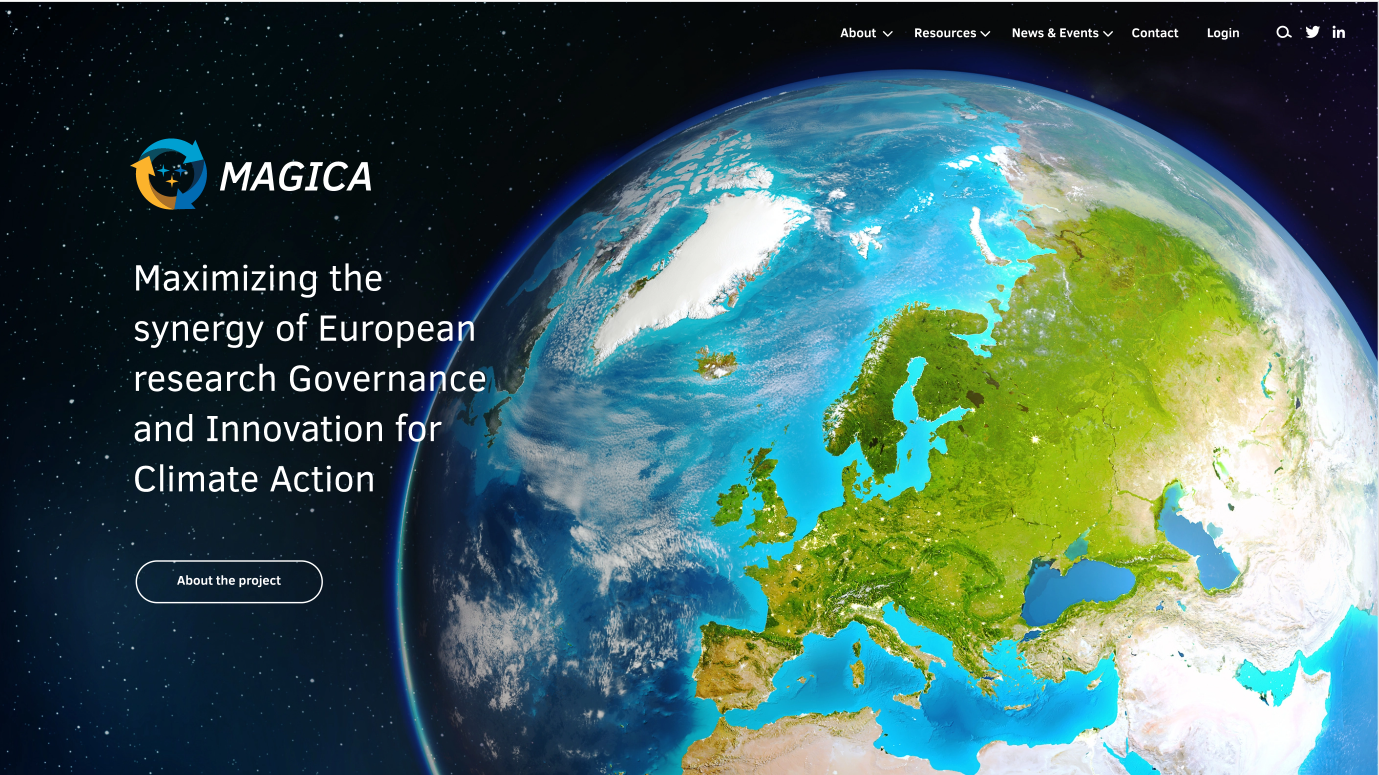 About Resources News & Events Contact Login
MAGICA
Maximizing the
synergy of European
research Governance
and Innovation for
Climate Action
About the project